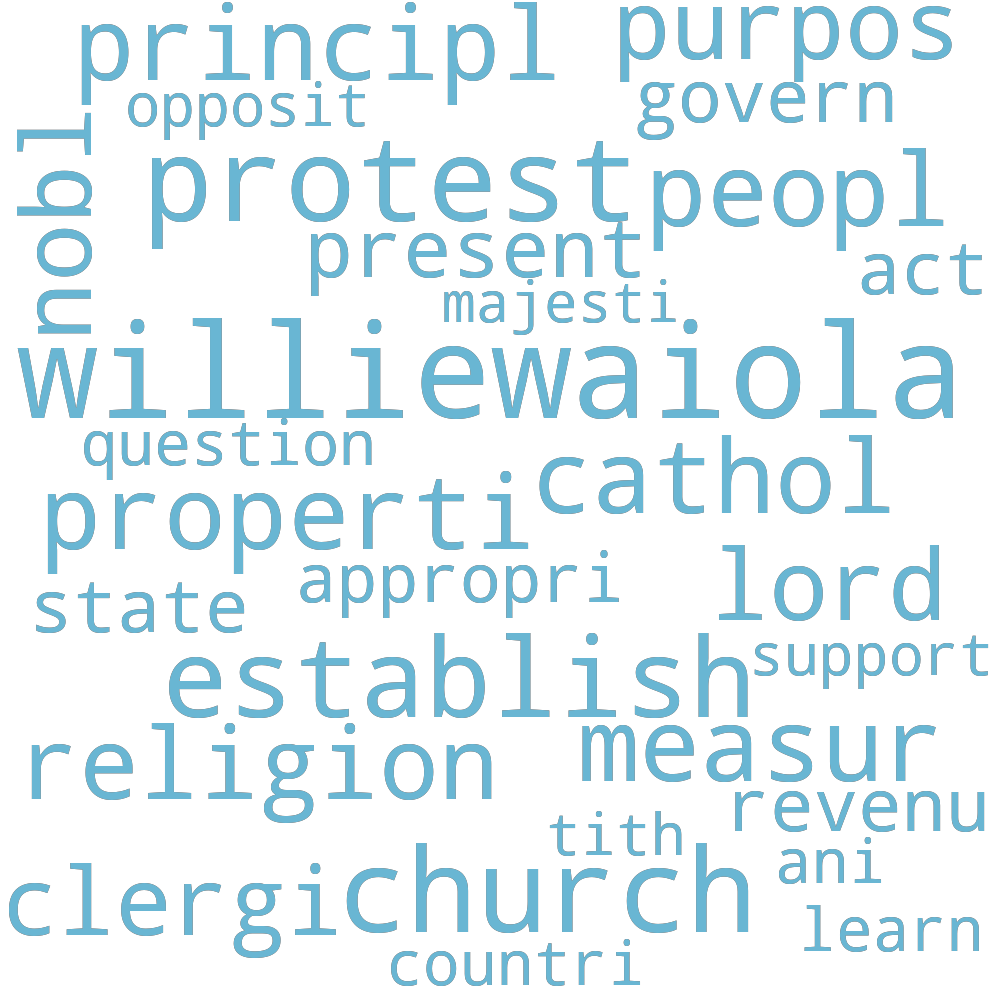 principl
purpos
opposit
govern
nobl
protest
peopl
present
act
majesti
williewaiola
question
cathol
properti
appropri
lord
state
support
establish
measur
religion
revenu
tith
ani
clergi
church
learn
countri